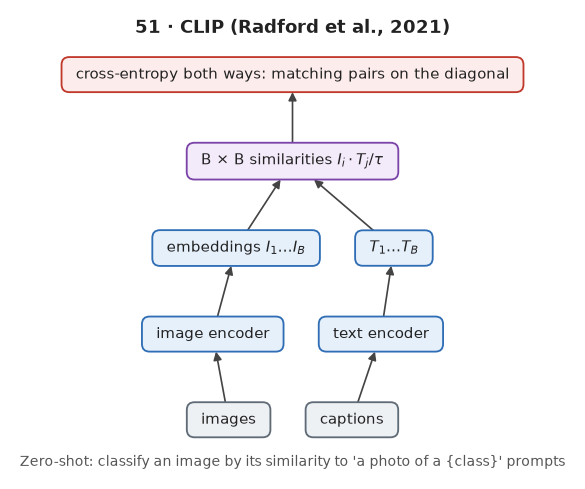 51 · CLIP (Radford et al., 2021)
cross-entropy both ways: matching pairs on the diagonal
B × B similarities I_i · T_j/τ
embeddings I_1…I_B
T_1…T_B
image encoder
text encoder
images
captions
Zero-shot: classify an image by its similarity to 'a photo of a {class}' prompts